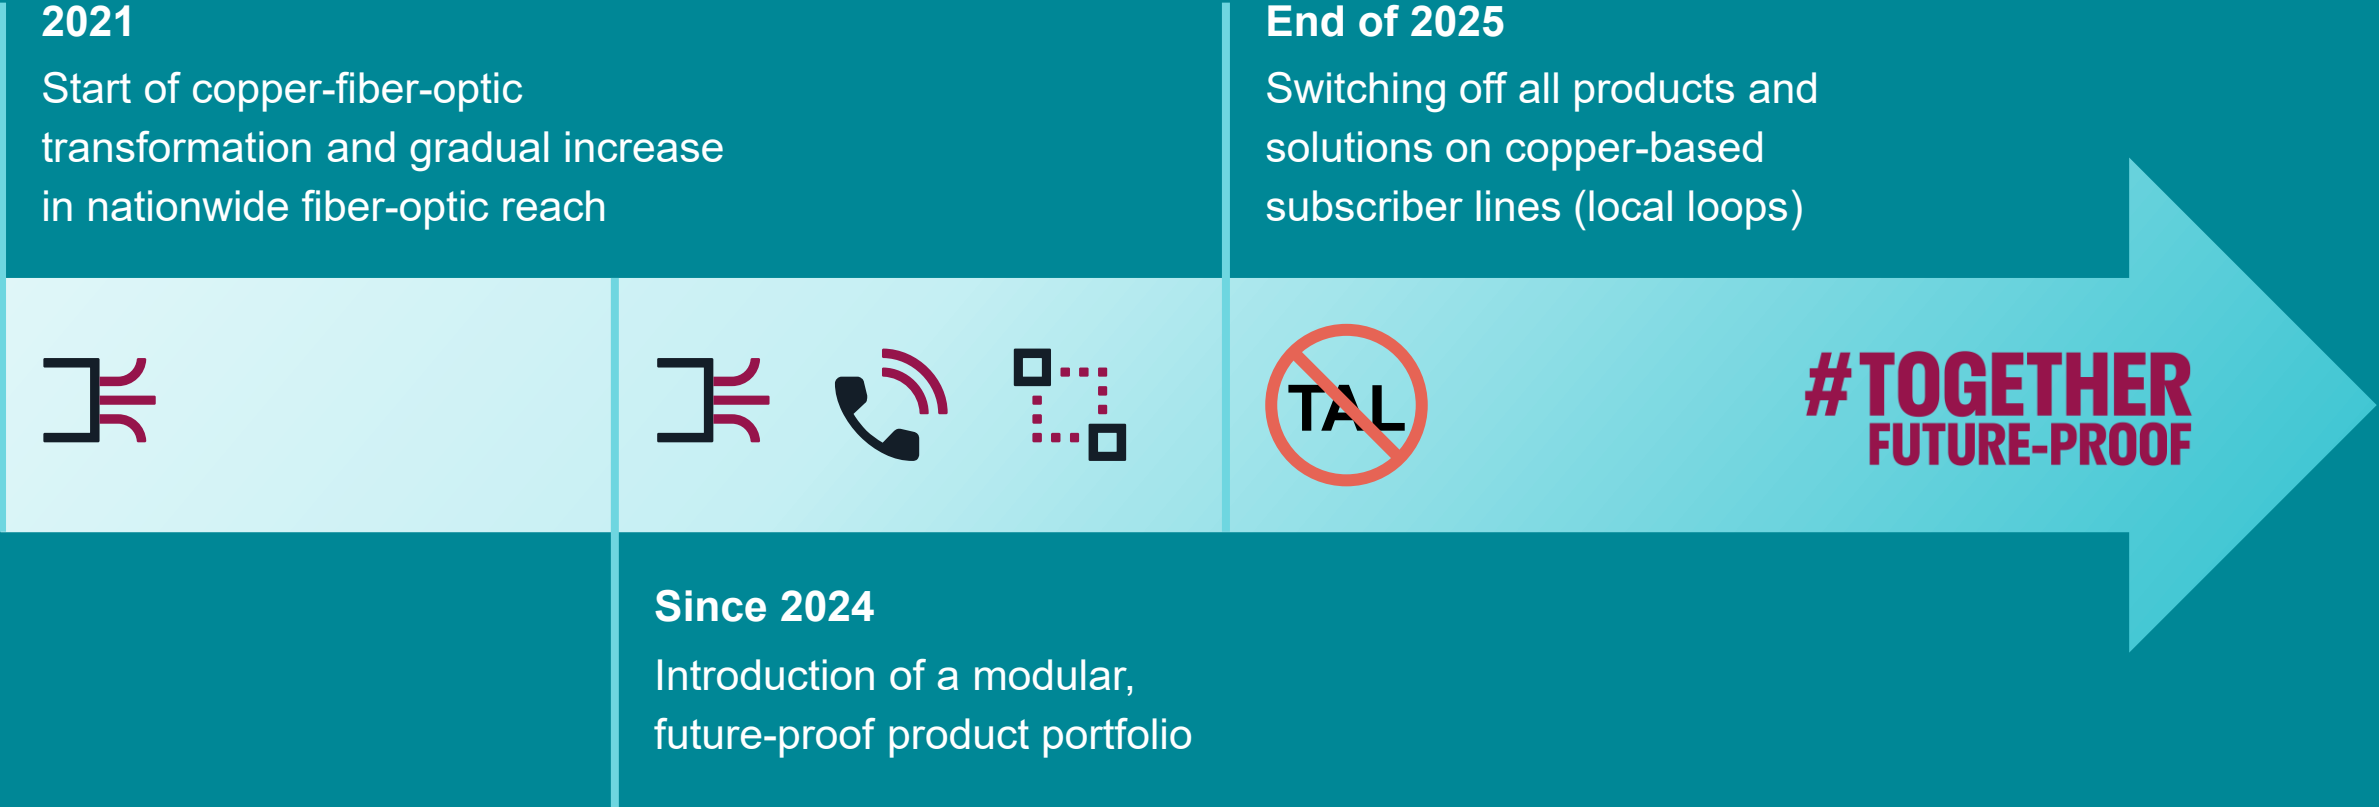 2021
Start of copper-fiber-optic
transformation and gradual increase
in nationwide fiber-optic reach
End of 2025
Switching off all products and
solutions on copper-based
subscriber lines (local loops)
TAL
#TOGETHER
FUTURE-PROOF
Since 2024
Introduction of a modular,
future-proof product portfolio